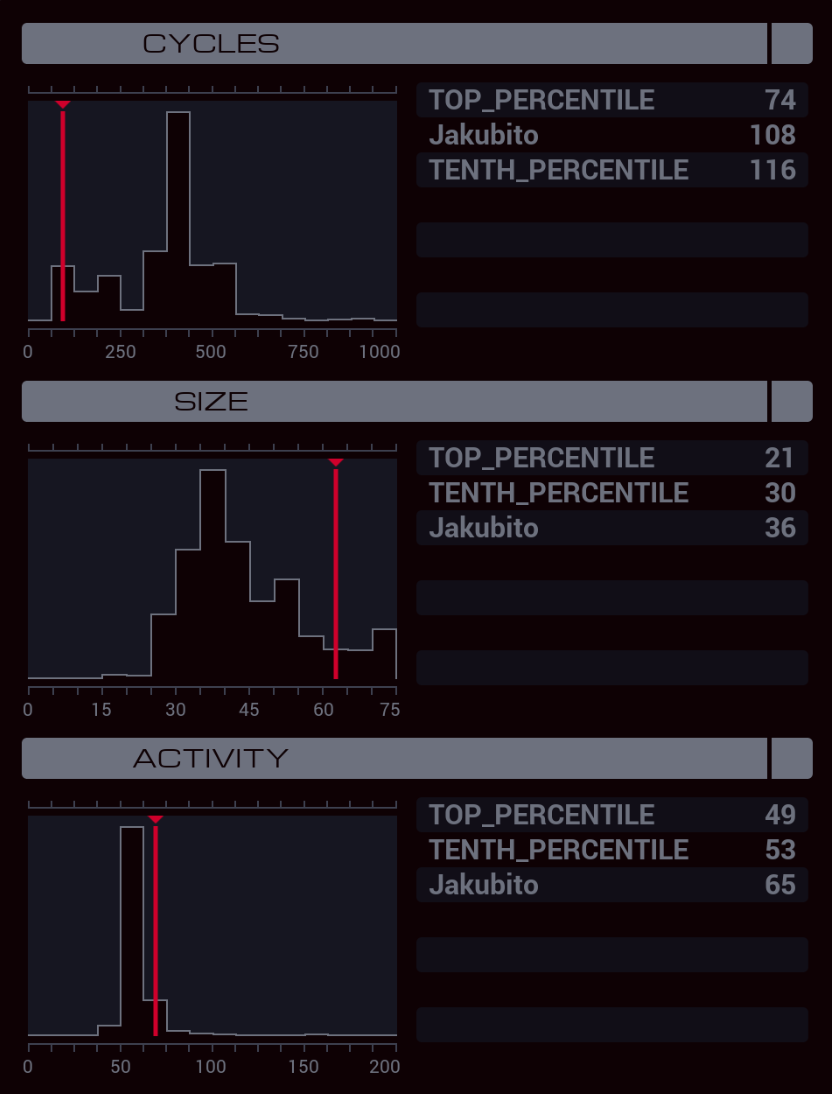 CYCLES
TOP_PERCENTILE 74
Jakubito 108
TENTH_PERCENTILE 116
0 250 500 750 1000
SIZE
TOP_PERCENTILE 21
TENTH_PERCENTILE 30
Jakubito 36
0 15 30 45 60 75
ACTIVITY
TOP_PERCENTILE 49
TENTH_PERCENTILE 53
Jakubito 65
0 50 100 150 200